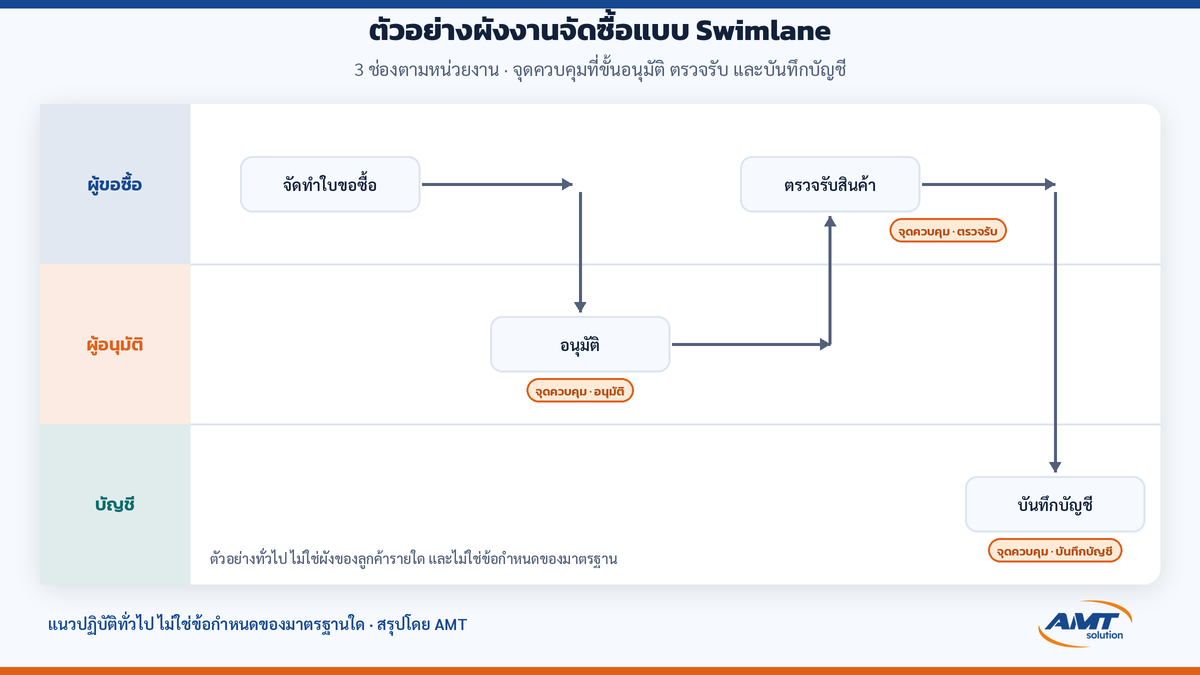 ตัวอย่างผังงานจัดซื้อแบบ Swimlane
3 ช่องตามหน่วยงาน · จุดควบคุมที่ขั้นอนุมัติ ตรวจรับ และบันทึกบัญชี
ผู้ขอซื้อ
จัดทำใบขอซื้อ
ตรวจรับสินค้า
จุดควบคุม · ตรวจรับ
ผู้อนุมัติ
อนุมัติ
จุดควบคุม · อนุมัติ
บัญชี
บันทึกบัญชี
จุดควบคุม · บันทึกบัญชี
ตัวอย่างทั่วไป ไม่ใช่ผังของลูกค้ารายใด และไม่ใช่ข้อกำหนดของมาตรฐาน
แนวปฏิบัติทั่วไป ไม่ใช่ข้อกำหนดของมาตรฐานใด · สรุปโดย AMT
AMT
solution